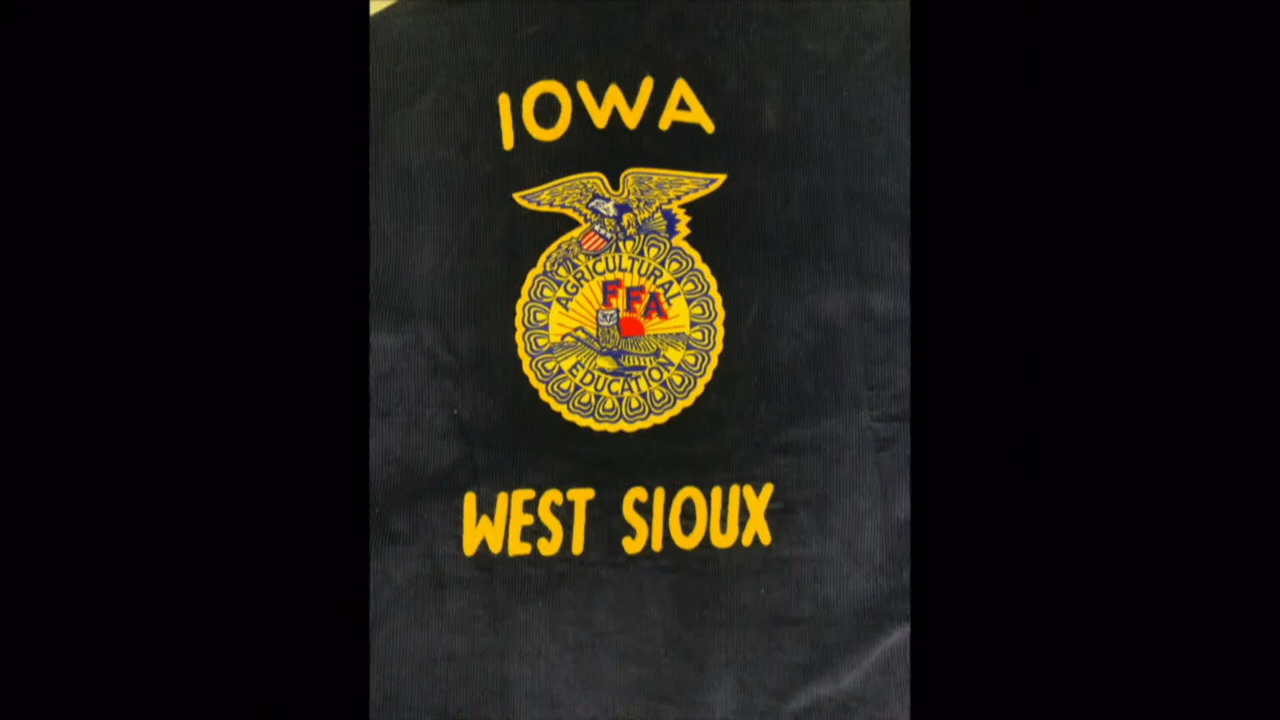 IOWA
AGRICULTURAL
FFA
EDUCATION
WEST SIOUX